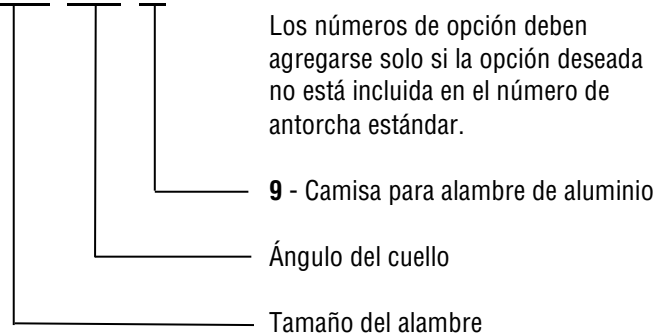 Los números de opción deben
agregarse solo si la opción deseada
no está incluida en el número de
antorcha estándar.
9 - Camisa para alambre de aluminio
Ángulo del cuello
Tamaño del alambre